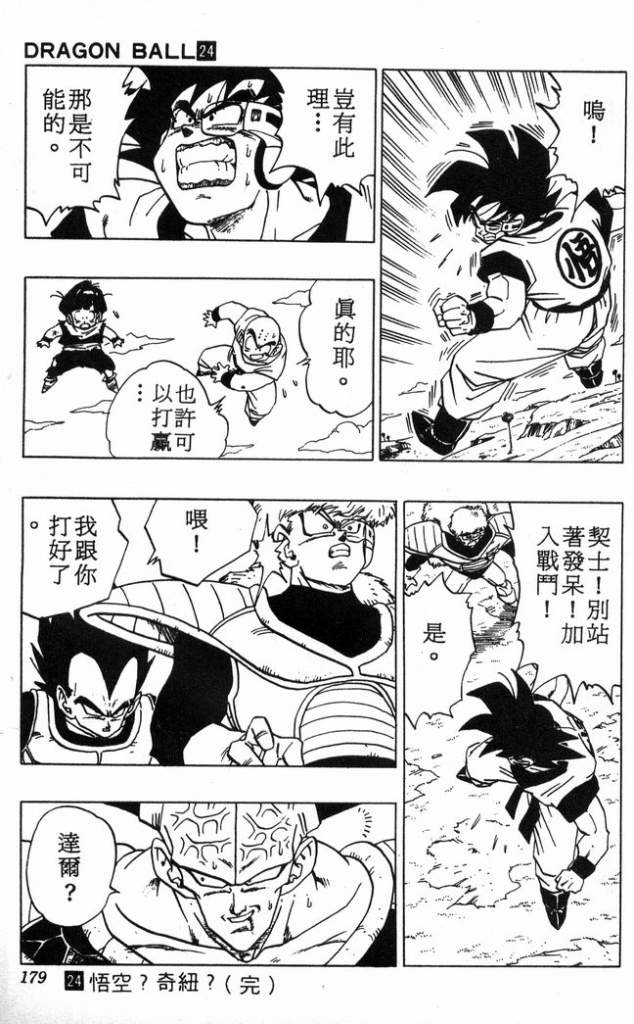 DRAGON BALL 24
嗚！
豈有此
理…
那是不可
能的。
眞的耶。
也許可
以打贏
…
契士！別站
著發呆！加
入戰鬥！
是。
喂！
我跟你
打好了
。
達爾？
悟
179 24 悟空？奇紐？（完）